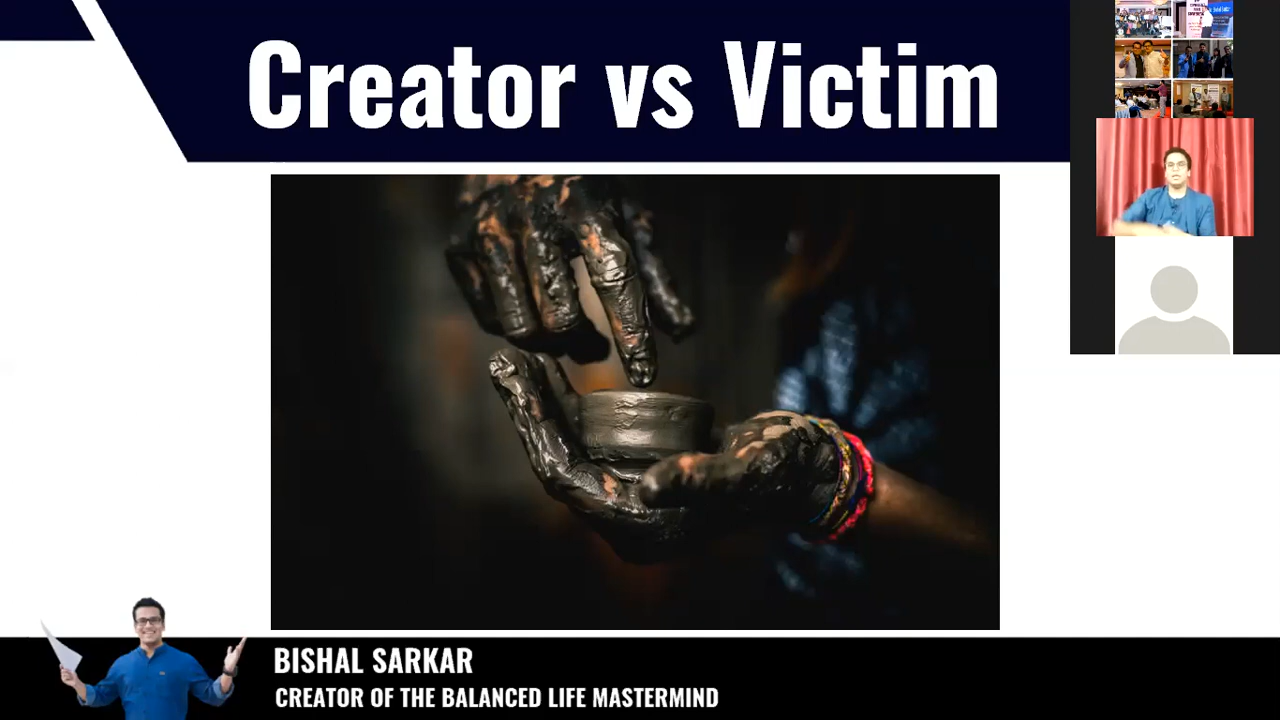 Creator vs Victim
BISHAL SARKAR
CREATOR OF THE BALANCED LIFE MASTERMIND